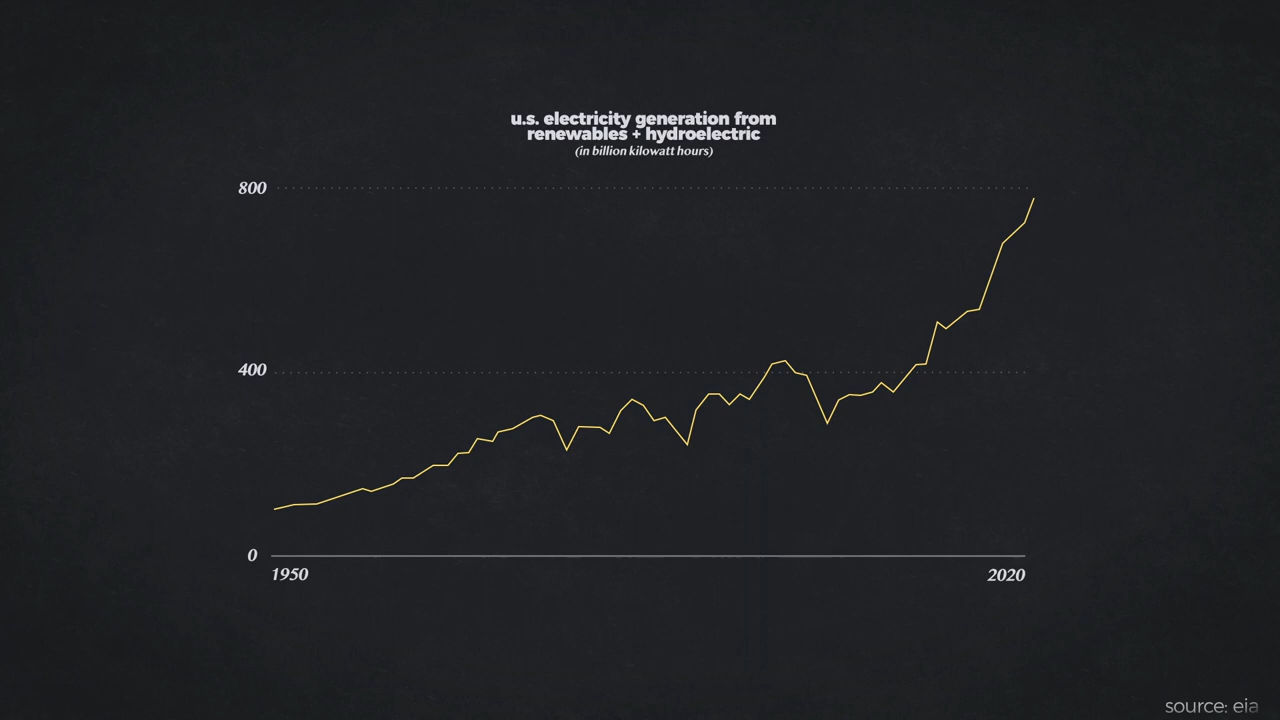 u.s. electricity generation from
renewables + hydroelectric
(in billion kilowatt hours)
800
400
0
1950
2020
source: eia